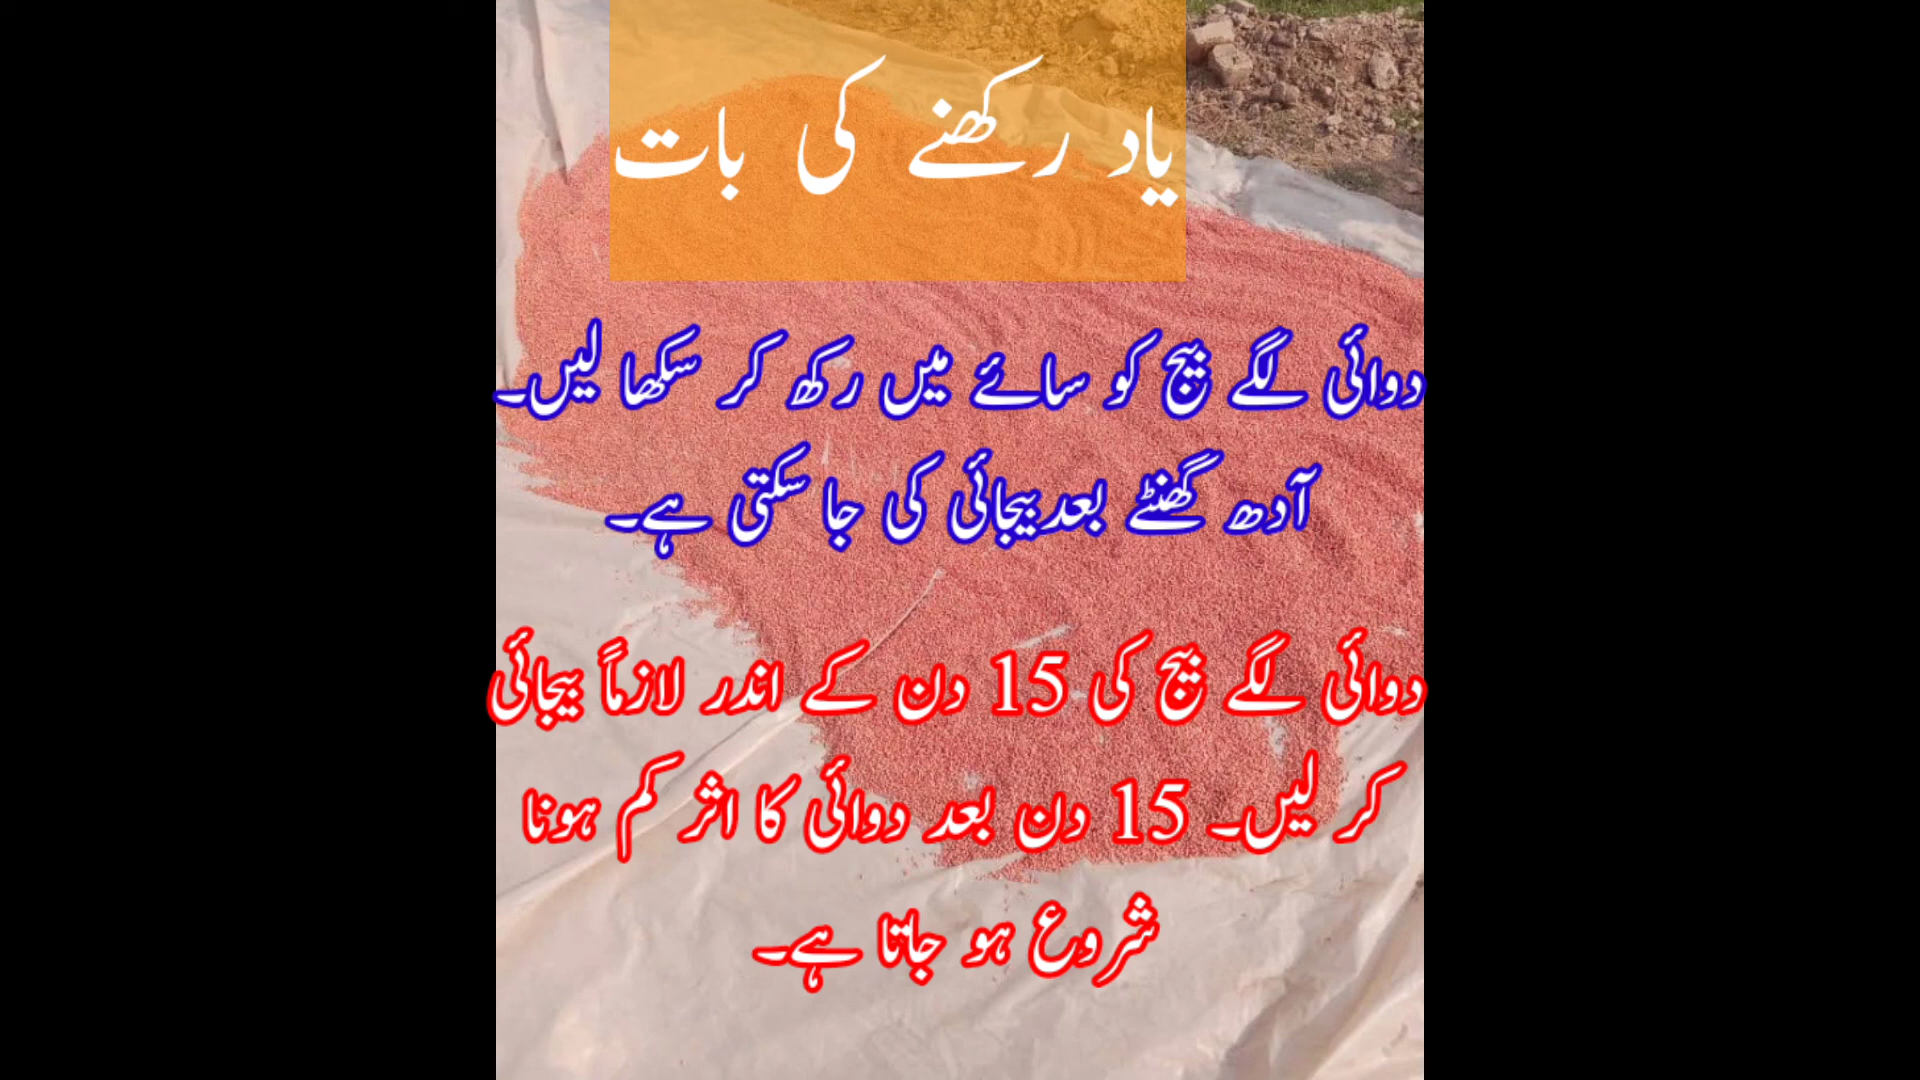 یاد رکھنے کی بات
دوائی لگے بیج کو سائے میں رکھ کر سکھا لیں۔
آدھ گھنٹے بعد بیجائی کی جا سکتی ہے۔
دوائی لگے بیج کی 15 دن کے اندر لازماً بیجائی
کر لیں۔ 15 دن بعد دوائی کا اثر کم ہونا
شروع ہو جاتا ہے۔